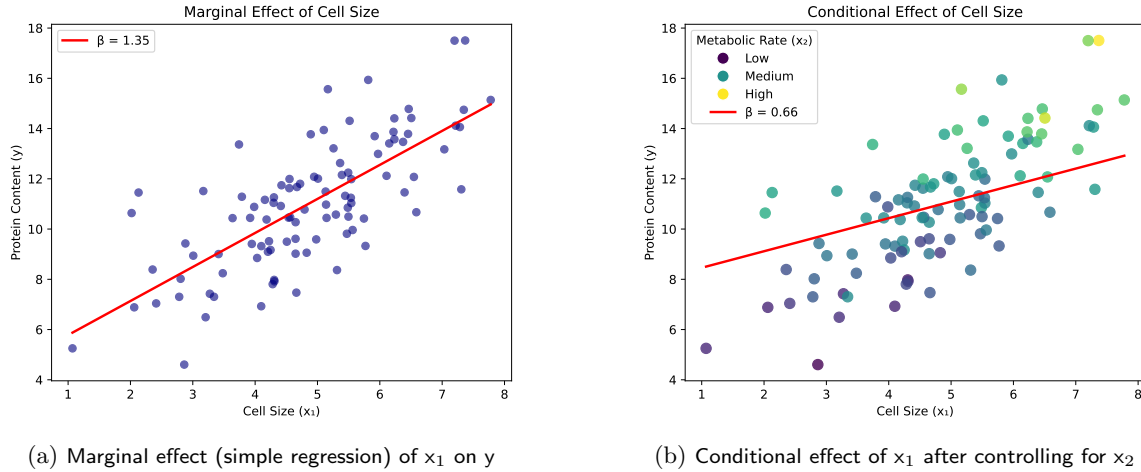 Marginal Effect of Cell Size
β = 1.35
Protein Content (y)
18
16
14
12
10
8
6
4
1 2 3 4 5 6 7 8
Cell Size (x₁)
(a) Marginal effect (simple regression) of x₁ on y
Conditional Effect of Cell Size
Metabolic Rate (x₂)
Low
Medium
High
β = 0.66
Protein Content (y)
18
16
14
12
10
8
6
4
1 2 3 4 5 6 7 8
Cell Size (x₁)
(b) Conditional effect of x₁ after controlling for x₂